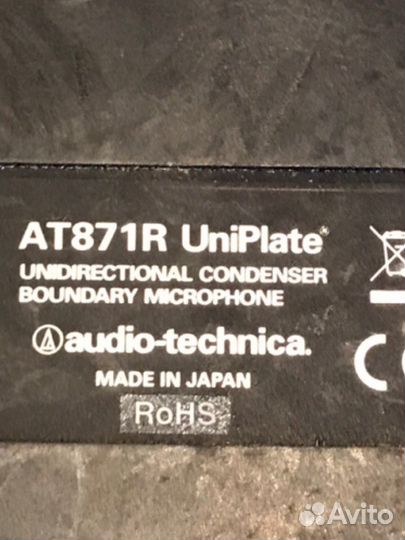 AT871R UniPlate®
UNIDIRECTIONAL CONDENSER
BOUNDARY MICROPHONE
audio-technica.
MADE IN JAPAN
RoHS
Avito